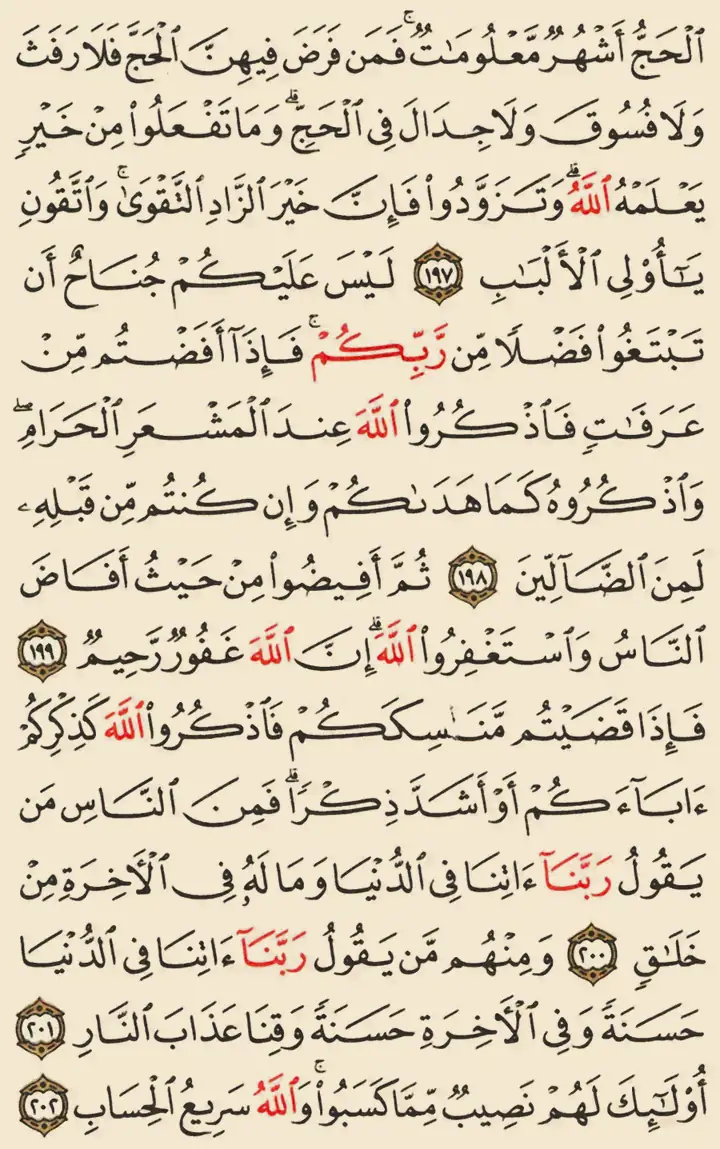 ٱلْحَجُّ أَشْهُرٌ مَّعْلُومَـٰتٌ ۚ فَمَن فَرَضَ فِيهِنَّ ٱلْحَجَّ فَلَا رَفَثَ
وَلَا فُسُوقَ وَلَا جِدَالَ فِى ٱلْحَجِّ ۗ وَمَا تَفْعَلُوا۟ مِنْ خَيْرٍ
يَعْلَمْهُ ٱللَّهُ ۗ وَتَزَوَّدُوا۟ فَإِنَّ خَيْرَ ٱلزَّادِ ٱلتَّقْوَىٰ ۚ وَٱتَّقُونِ
يَـٰٓأُو۟لِى ٱلْأَلْبَـٰبِ ١٩٧ لَيْسَ عَلَيْكُمْ جُنَاحٌ أَن
تَبْتَغُوا۟ فَضْلًا مِّن رَّبِّكُمْ ۚ فَإِذَآ أَفَضْتُم مِّنْ
عَرَفَـٰتٍ فَٱذْكُرُوا۟ ٱللَّهَ عِندَ ٱلْمَشْعَرِ ٱلْحَرَامِ ۖ
وَٱذْكُرُوهُ كَمَا هَدَىٰكُمْ وَإِن كُنتُم مِّن قَبْلِهِۦ
لَمِنَ ٱلضَّآلِّينَ ١٩٨ ثُمَّ أَفِيضُوا۟ مِنْ حَيْثُ أَفَاضَ
ٱلنَّاسُ وَٱسْتَغْفِرُوا۟ ٱللَّهَ ۚ إِنَّ ٱللَّهَ غَفُورٌ رَّحِيمٌ ١٩٩
فَإِذَا قَضَيْتُم مَّنَـٰسِكَكُمْ فَٱذْكُرُوا۟ ٱللَّهَ كَذِكْرِكُمْ
ءَابَآءَكُمْ أَوْ أَشَدَّ ذِكْرًا ۗ فَمِنَ ٱلنَّاسِ مَن
يَقُولُ رَبَّنَآ ءَاتِنَا فِى ٱلدُّنْيَا وَمَا لَهُۥ فِى ٱلْأَخِرَةِ مِنْ
خَلَـٰقٍ ٢٠٠ وَمِنْهُم مَّن يَقُولُ رَبَّنَآ ءَاتِنَا فِى ٱلدُّنْيَا
حَسَنَةً وَفِى ٱلْأَخِرَةِ حَسَنَةً وَقِنَا عَذَابَ ٱلنَّارِ ٢٠١
أُو۟لَـٰٓئِكَ لَهُمْ نَصِيبٌ مِّمَّا كَسَبُوا۟ ۚ وَٱللَّهُ سَرِيعُ ٱلْحِسَابِ ٢٠٢